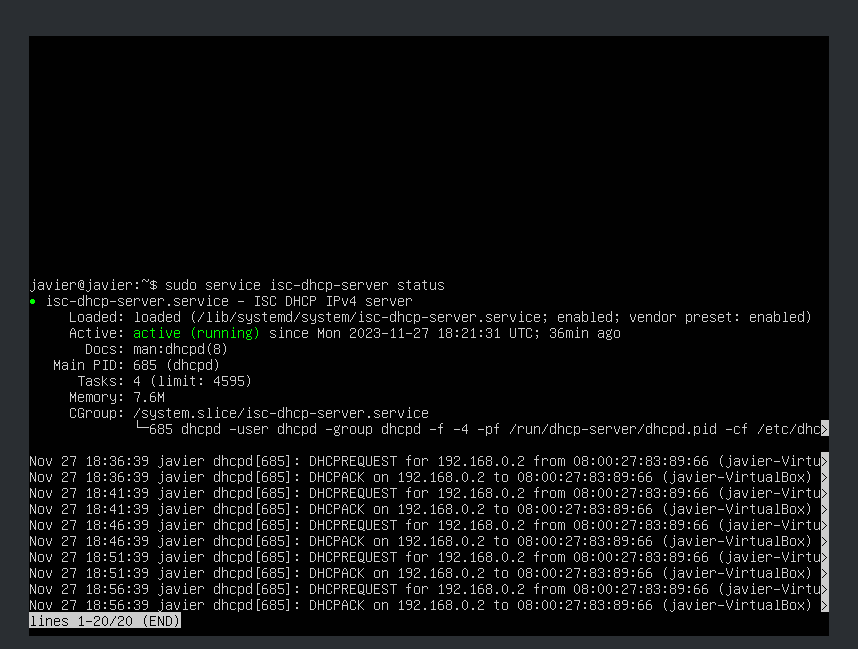 javier@javier:~$ sudo service isc-dhcp-server status
● isc-dhcp-server.service - ISC DHCP IPv4 server
     Loaded: loaded (/lib/systemd/system/isc-dhcp-server.service; enabled; vendor preset: enabled)
     Active: active (running) since Mon 2023-11-27 18:21:31 UTC; 36min ago
       Docs: man:dhcpd(8)
   Main PID: 685 (dhcpd)
      Tasks: 4 (limit: 4595)
     Memory: 7.6M
     CGroup: /system.slice/isc-dhcp-server.service
             └─685 dhcpd -user dhcpd -group dhcpd -f -4 -pf /run/dhcp-server/dhcpd.pid -cf /etc/dhc>
Nov 27 18:36:39 javier dhcpd[685]: DHCPREQUEST for 192.168.0.2 from 08:00:27:83:89:66 (javier-Virtu>
Nov 27 18:36:39 javier dhcpd[685]: DHCPACK on 192.168.0.2 to 08:00:27:83:89:66 (javier-VirtualBox) >
Nov 27 18:41:39 javier dhcpd[685]: DHCPREQUEST for 192.168.0.2 from 08:00:27:83:89:66 (javier-Virtu>
Nov 27 18:41:39 javier dhcpd[685]: DHCPACK on 192.168.0.2 to 08:00:27:83:89:66 (javier-VirtualBox) >
Nov 27 18:46:39 javier dhcpd[685]: DHCPREQUEST for 192.168.0.2 from 08:00:27:83:89:66 (javier-Virtu>
Nov 27 18:46:39 javier dhcpd[685]: DHCPACK on 192.168.0.2 to 08:00:27:83:89:66 (javier-VirtualBox) >
Nov 27 18:51:39 javier dhcpd[685]: DHCPREQUEST for 192.168.0.2 from 08:00:27:83:89:66 (javier-Virtu>
Nov 27 18:51:39 javier dhcpd[685]: DHCPACK on 192.168.0.2 to 08:00:27:83:89:66 (javier-VirtualBox) >
Nov 27 18:56:39 javier dhcpd[685]: DHCPREQUEST for 192.168.0.2 from 08:00:27:83:89:66 (javier-Virtu>
Nov 27 18:56:39 javier dhcpd[685]: DHCPACK on 192.168.0.2 to 08:00:27:83:89:66 (javier-VirtualBox) >
lines 1-20/20 (END)